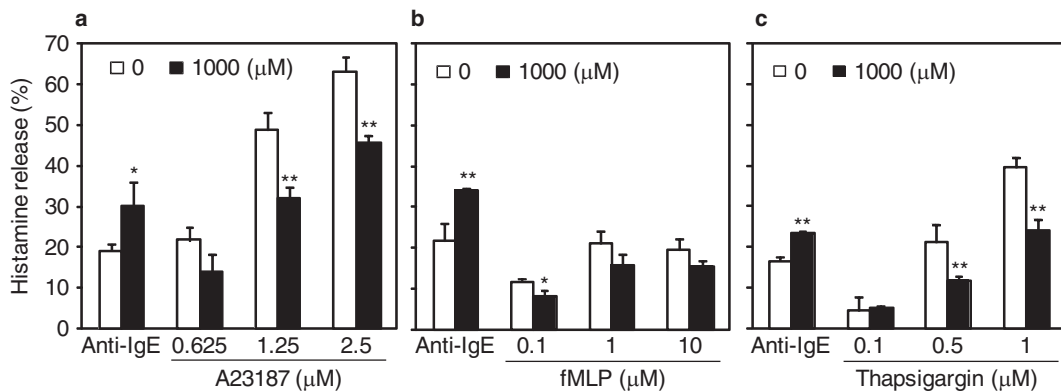 a b c
70
60
50
40
30
20
10
0
Histamine release (%)
0 1000 (μM)
*
**
**
Anti-IgE 0.625 1.25 2.5
A23187 (μM)
0 1000 (μM)
**
*
Anti-IgE 0.1 1 10
fMLP (μM)
0 1000 (μM)
**
**
**
Anti-IgE 0.1 0.5 1
Thapsigargin (μM)